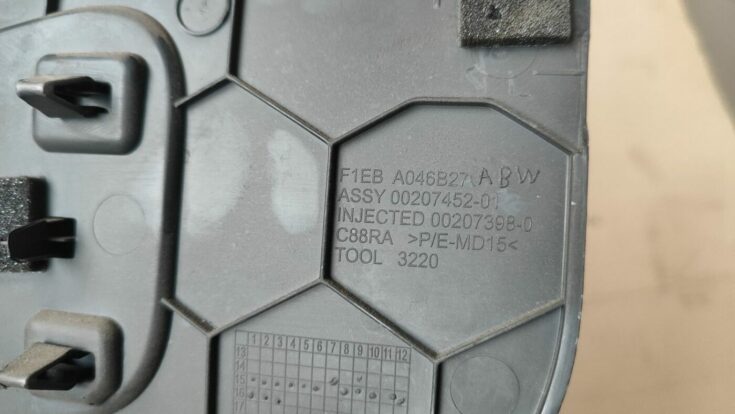 F1EB A046B27 ABW
ASSY 00207452-01
INJECTED 00207398-0
C88RA >P/E-MD15<
TOOL 3220
1 2 3 4 5 6 7 8 9 10 11 12
13
14
15
16
17